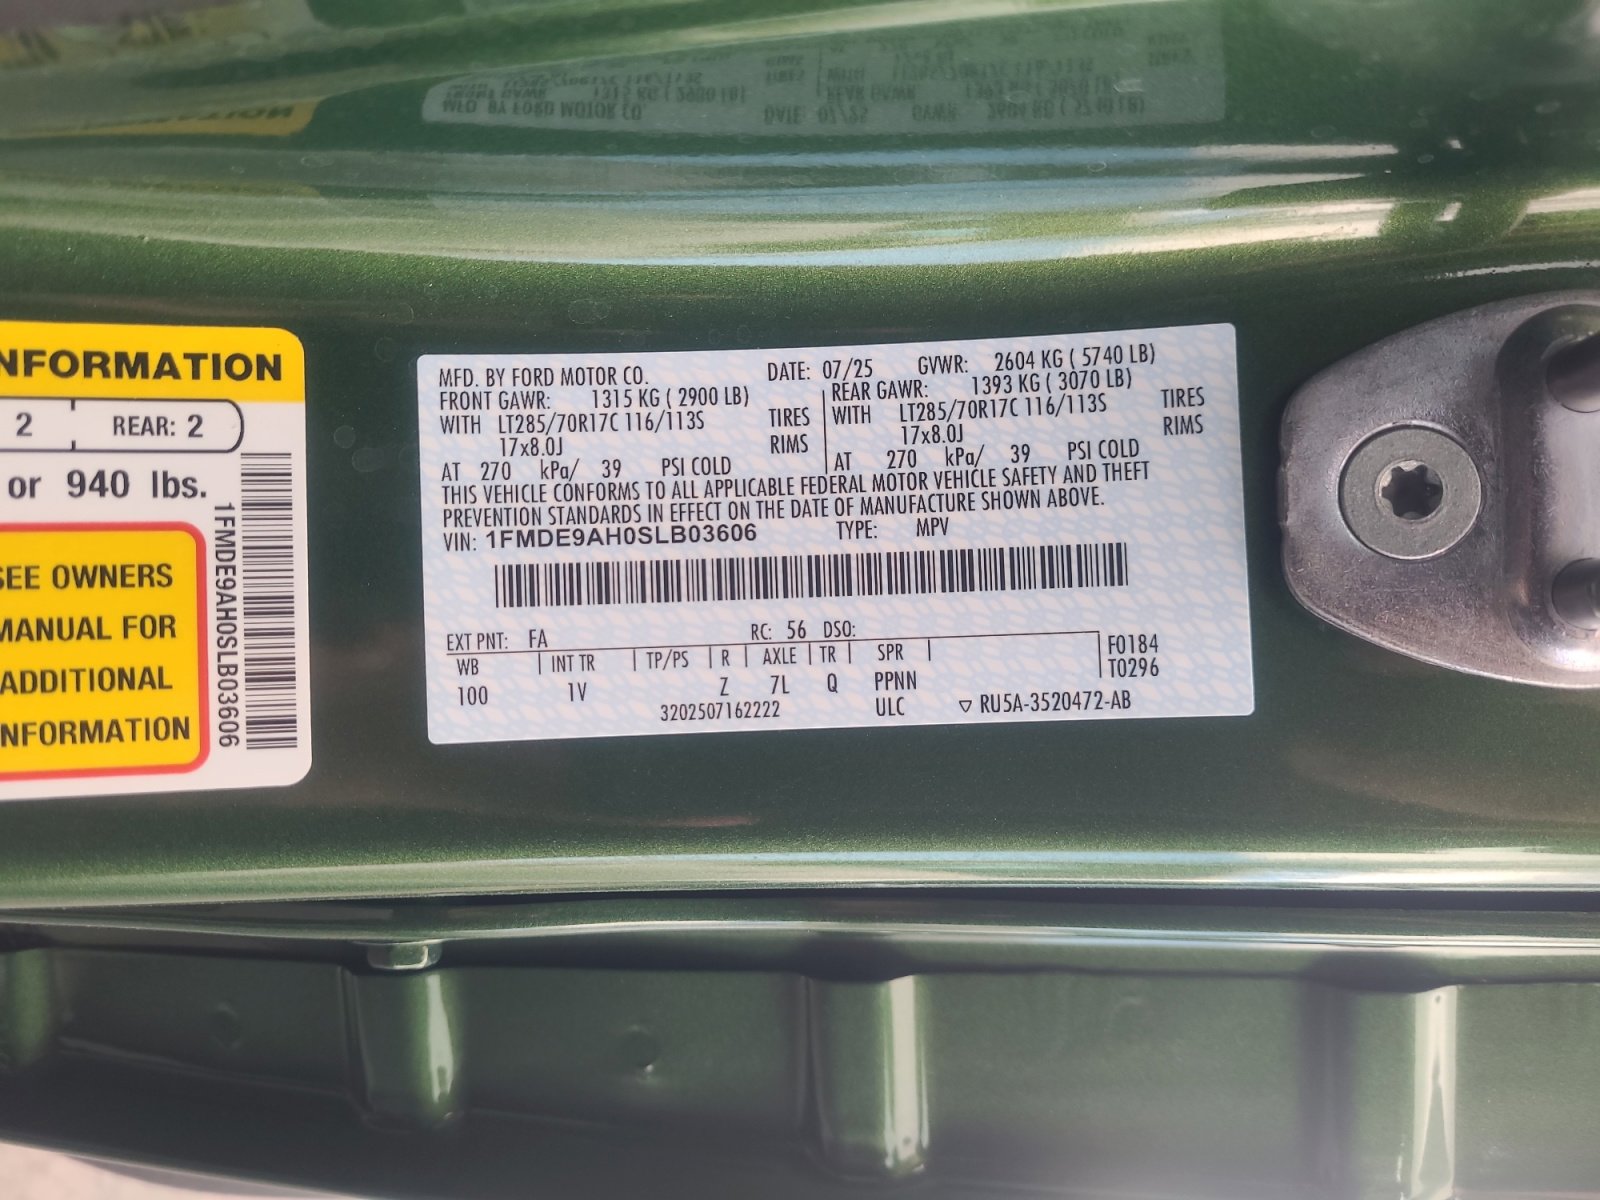 NFORMATION
2 REAR: 2
or 940 lbs.
SEE OWNERS
MANUAL FOR
ADDITIONAL
NFORMATION
1FMDE9AH0SLB03606
MFD. BY FORD MOTOR CO. DATE: 07/25 GVWR: 2604 KG ( 5740 LB)
FRONT GAWR: 1315 KG ( 2900 LB) REAR GAWR: 1393 KG ( 3070 LB)
WITH LT285/70R17C 116/113S TIRES WITH LT285/70R17C 116/113S TIRES
17x8.0J RIMS 17x8.0J RIMS
AT 270 kPa/ 39 PSI COLD AT 270 kPa/ 39 PSI COLD
THIS VEHICLE CONFORMS TO ALL APPLICABLE FEDERAL MOTOR VEHICLE SAFETY AND THEFT
PREVENTION STANDARDS IN EFFECT ON THE DATE OF MANUFACTURE SHOWN ABOVE.
VIN: 1FMDE9AH0SLB03606 TYPE: MPV
EXT PNT: FA RC: 56 DSO:
WB INT TR TP/PS R AXLE TR SPR F0184
100 1V Z 7L Q PPNN T0296
3202507162222 ULC RU5A-3520472-AB